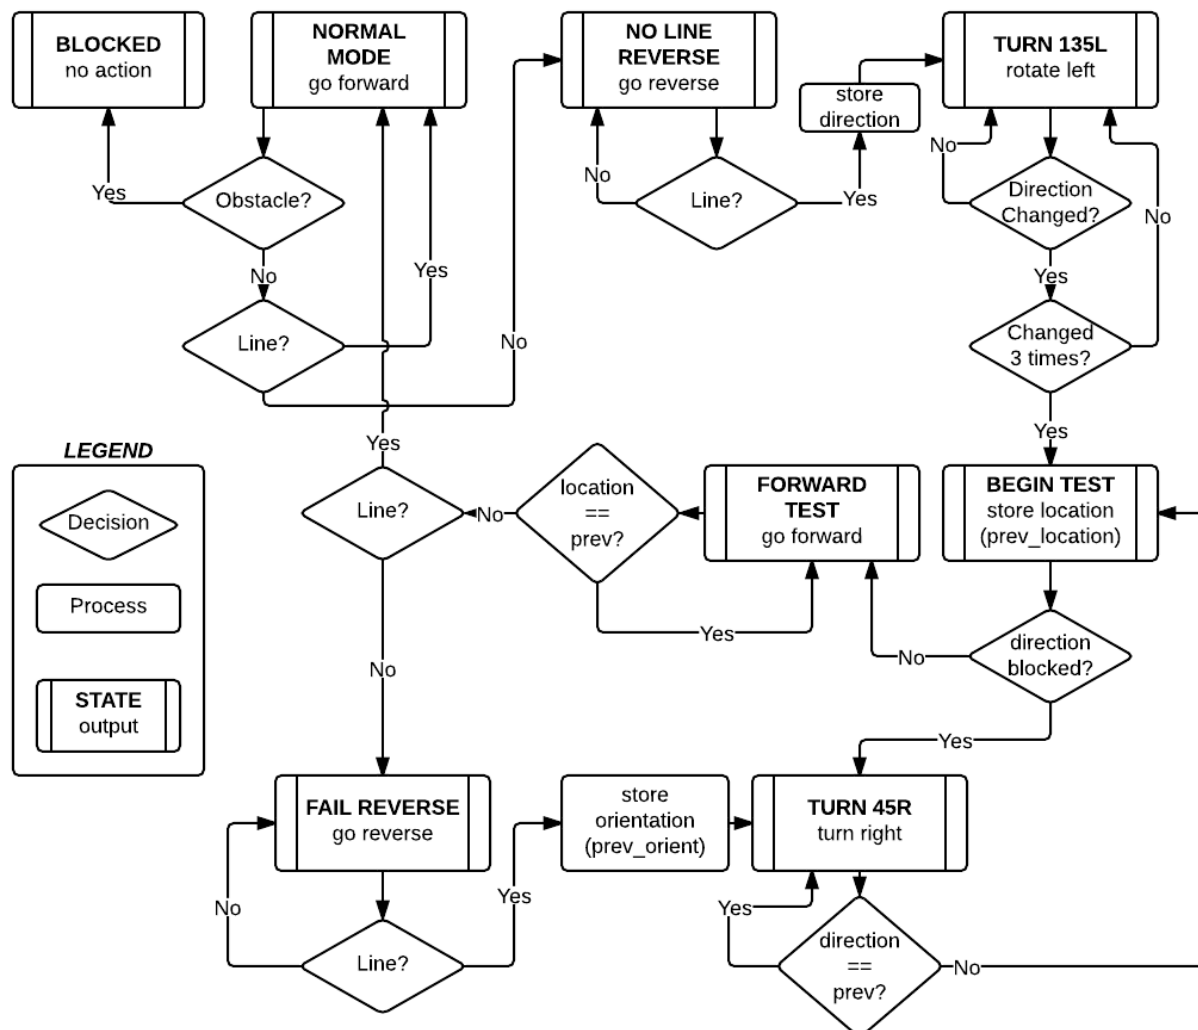 BLOCKED
no action
NORMAL
MODE
go forward
NO LINE
REVERSE
go reverse
store
direction
TURN 135L
rotate left
Yes
Obstacle?
No
Line?
Yes
No
No
Line?
Yes
No
Direction
Changed?
No
Yes
Changed
3 times?
Yes
LEGEND
Decision
Process
STATE
output
Yes
Line?
No
location
==
prev?
Yes
FORWARD
TEST
go forward
BEGIN TEST
store location
(prev_location)
No
direction
blocked?
Yes
No
FAIL REVERSE
go reverse
No
Line?
Yes
store
orientation
(prev_orient)
TURN 45R
turn right
Yes
direction
==
prev?
No